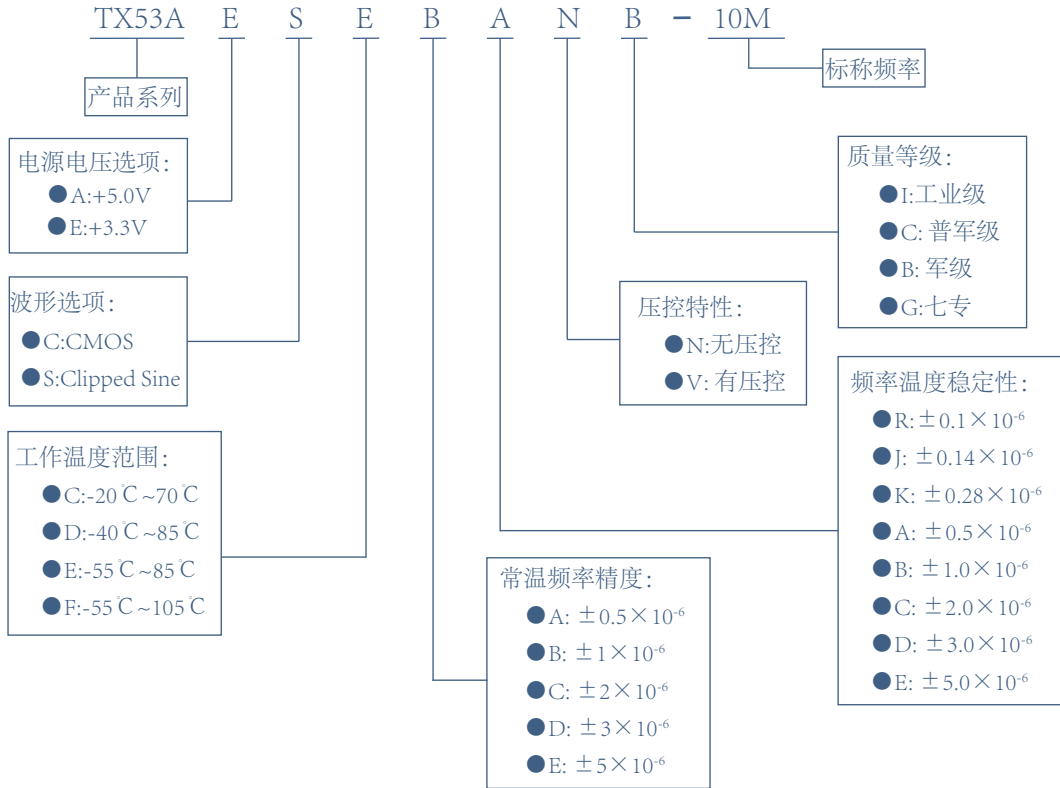 TX53A E S E B A N B - 10M
产品系列
标称频率
电源电压选项:
●A:+5.0V
●E:+3.3V
波形选项:
●C:CMOS
●S:Clipped Sine
工作温度范围:
●C:-20℃~70℃
●D:-40℃~85℃
●E:-55℃~85℃
●F:-55℃~105℃
常温频率精度:
●A: ±0.5×10⁻⁶
●B: ±1×10⁻⁶
●C: ±2×10⁻⁶
●D: ±3×10⁻⁶
●E: ±5×10⁻⁶
压控特性:
●N:无压控
●V: 有压控
质量等级:
●I:工业级
●C: 普军级
●B: 军级
●G:七专
频率温度稳定性:
●R: ±0.1×10⁻⁶
●J: ±0.14×10⁻⁶
●K: ±0.28×10⁻⁶
●A: ±0.5×10⁻⁶
●B: ±1.0×10⁻⁶
●C: ±2.0×10⁻⁶
●D: ±3.0×10⁻⁶
●E: ±5.0×10⁻⁶